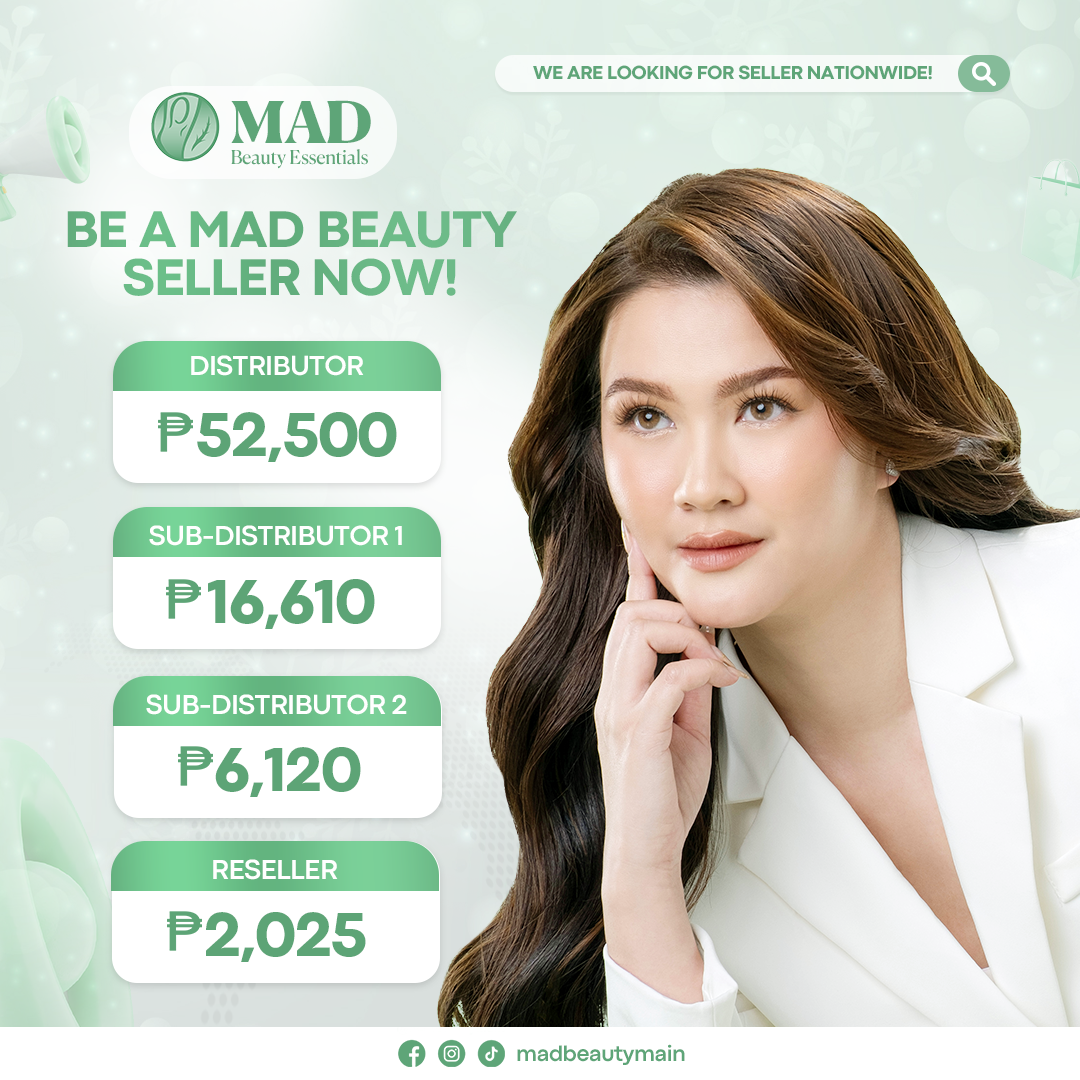 WE ARE LOOKING FOR SELLER NATIONWIDE!
MAD
Beauty Essentials
BE A MAD BEAUTY
SELLER NOW!
DISTRIBUTOR
₱52,500
SUB-DISTRIBUTOR 1
₱16,610
SUB-DISTRIBUTOR 2
₱6,120
RESELLER
₱2,025
madbeautymain